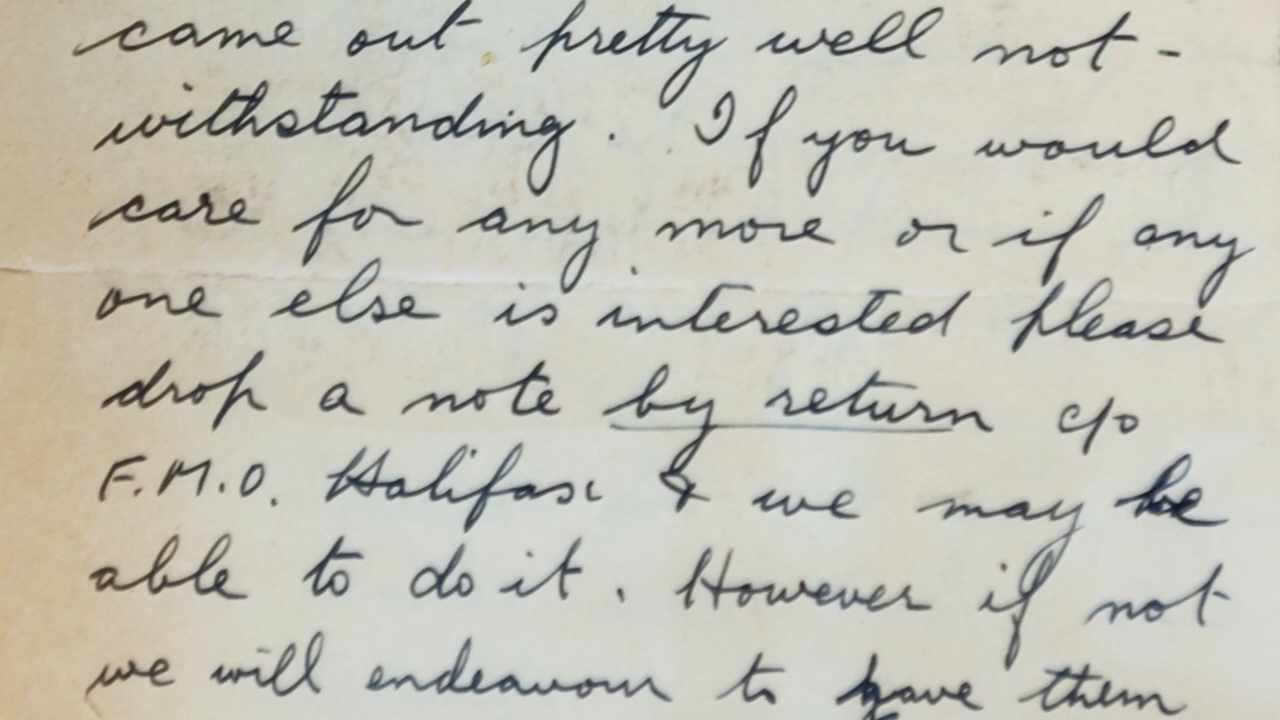 came out pretty well not-
withstanding. If you would
care for any more or if any
one else is interested please
drop a note by return c/o
F.M.O. Halifax & we may be
able to do it. However if not
we will endeavour to have them